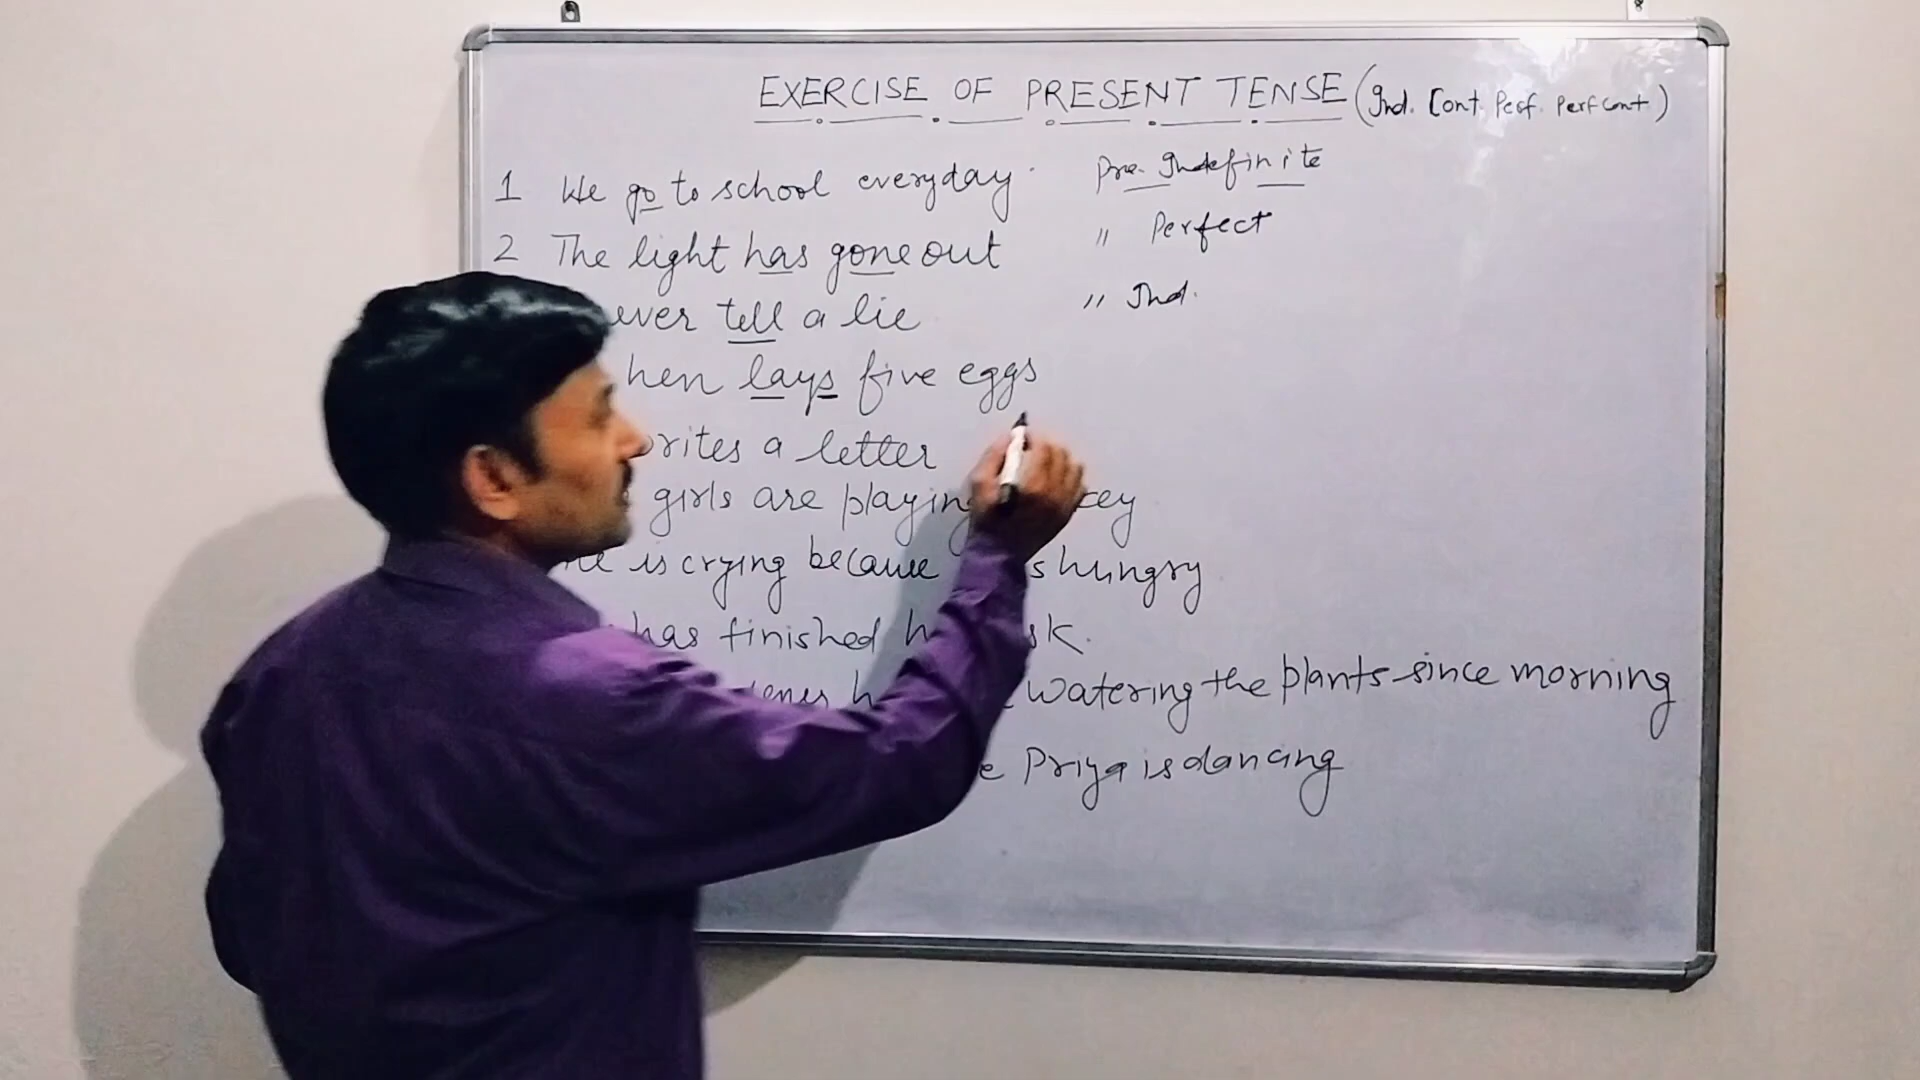 EXERCISE OF PRESENT TENSE (Ind. Cont. Perf. Perf Cont)
1 We go to school everyday. Pre. Indefinite
2 The light has gone out " Perfect
ever tell a lie " Ind.
hen lays five eggs
rites a letter
girls are playing key
is crying because s hungry
has finished sk.
watering the plants since morning
e Priya is dancing